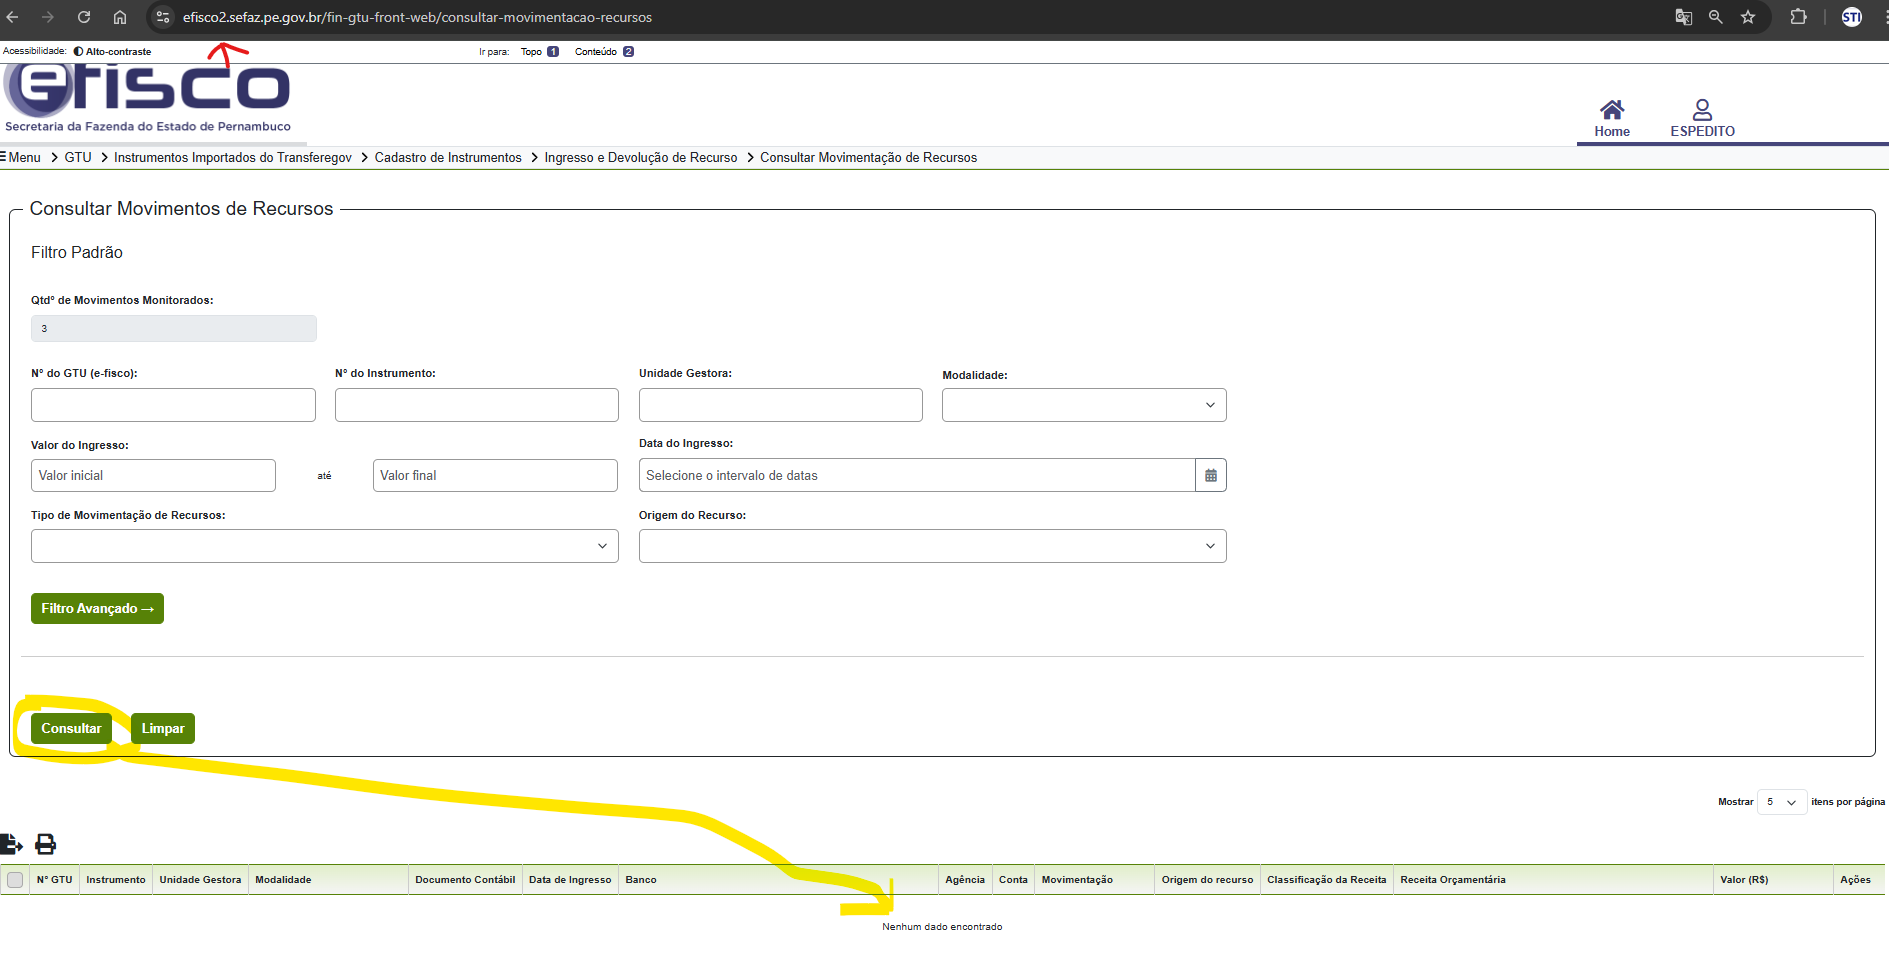 efisco2.sefaz.pe.gov.br/fin-gtu-front-web/consultar-movimentacao-recursos
STI
Acessibilidade: Alto-contraste
Ir para: Topo 1 Conteúdo 2
efisco
Secretaria da Fazenda do Estado de Pernambuco
Home
ESPEDITO
Menu > GTU > Instrumentos Importados do Transferegov > Cadastro de Instrumentos > Ingresso e Devolução de Recurso > Consultar Movimentação de Recursos
Consultar Movimentos de Recursos
Filtro Padrão
Qtdº de Movimentos Monitorados:
3
Nº do GTU (e-fisco):
Nº do Instrumento:
Unidade Gestora:
Modalidade:
Valor do Ingresso:
Data do Ingresso:
Valor inicial
até
Valor final
Selecione o intervalo de datas
Tipo de Movimentação de Recursos:
Origem do Recurso:
Filtro Avançado →
Consultar
Limpar
Mostrar 5 itens por página
Nº GTU Instrumento Unidade Gestora Modalidade Documento Contábil Data de Ingresso Banco Agência Conta Movimentação Origem do recurso Classificação da Receita Receita Orçamentária Valor (R$) Ações
Nenhum dado encontrado